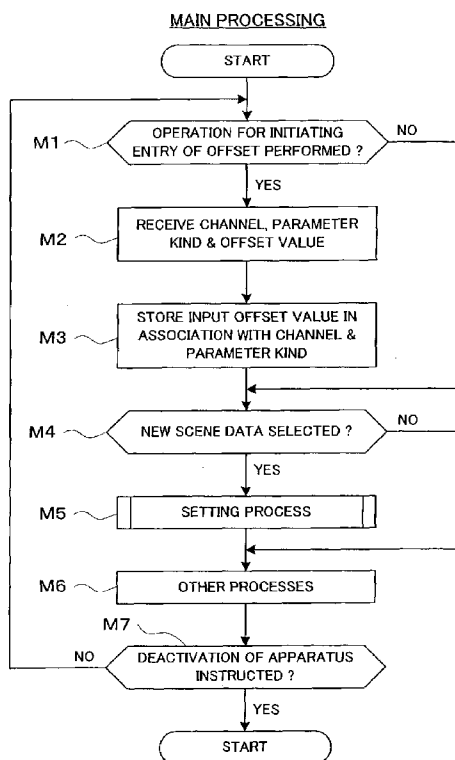 MAIN PROCESSING
START
M1
OPERATION FOR INITIATING
ENTRY OF OFFSET PERFORMED ?
NO
YES
M2
RECEIVE CHANNEL, PARAMETER
KIND & OFFSET VALUE
M3
STORE INPUT OFFSET VALUE IN
ASSOCIATION WITH CHANNEL &
PARAMETER KIND
M4
NEW SCENE DATA SELECTED ?
NO
YES
M5
SETTING PROCESS
M6
OTHER PROCESSES
M7
NO
DEACTIVATION OF APPARATUS
INSTRUCTED ?
YES
START